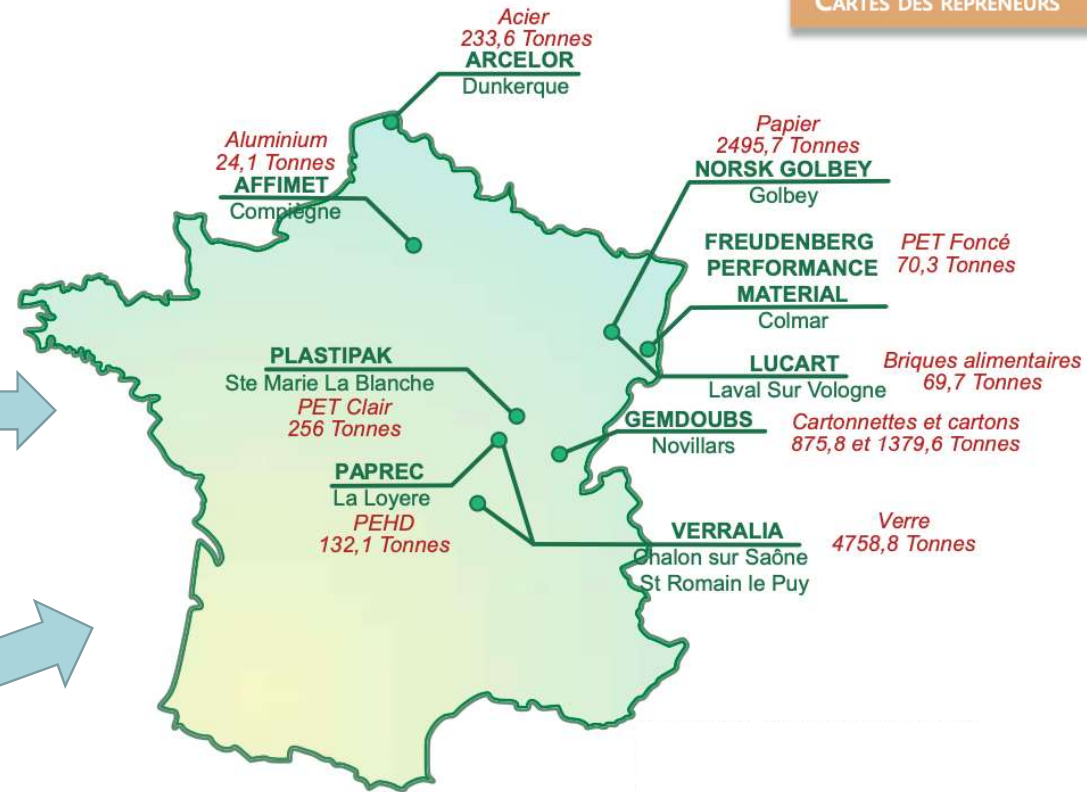 CARTES DES REPRENEURS
Acier
233,6 Tonnes
ARCELOR
Dunkerque
Aluminium
24,1 Tonnes
AFFIMET
Compiègne
Papier
2495,7 Tonnes
NORSK GOLBEY
Golbey
FREUDENBERG
PERFORMANCE
MATERIAL
Colmar
PET Foncé
70,3 Tonnes
PLASTIPAK
Ste Marie La Blanche
PET Clair
256 Tonnes
LUCART
Laval Sur Vologne
Briques alimentaires
69,7 Tonnes
GEMDOUBS
Novillars
Cartonnettes et cartons
875,8 et 1379,6 Tonnes
PAPREC
La Loyere
PEHD
132,1 Tonnes
VERRALIA
Chalon sur Saône
St Romain le Puy
Verre
4758,8 Tonnes